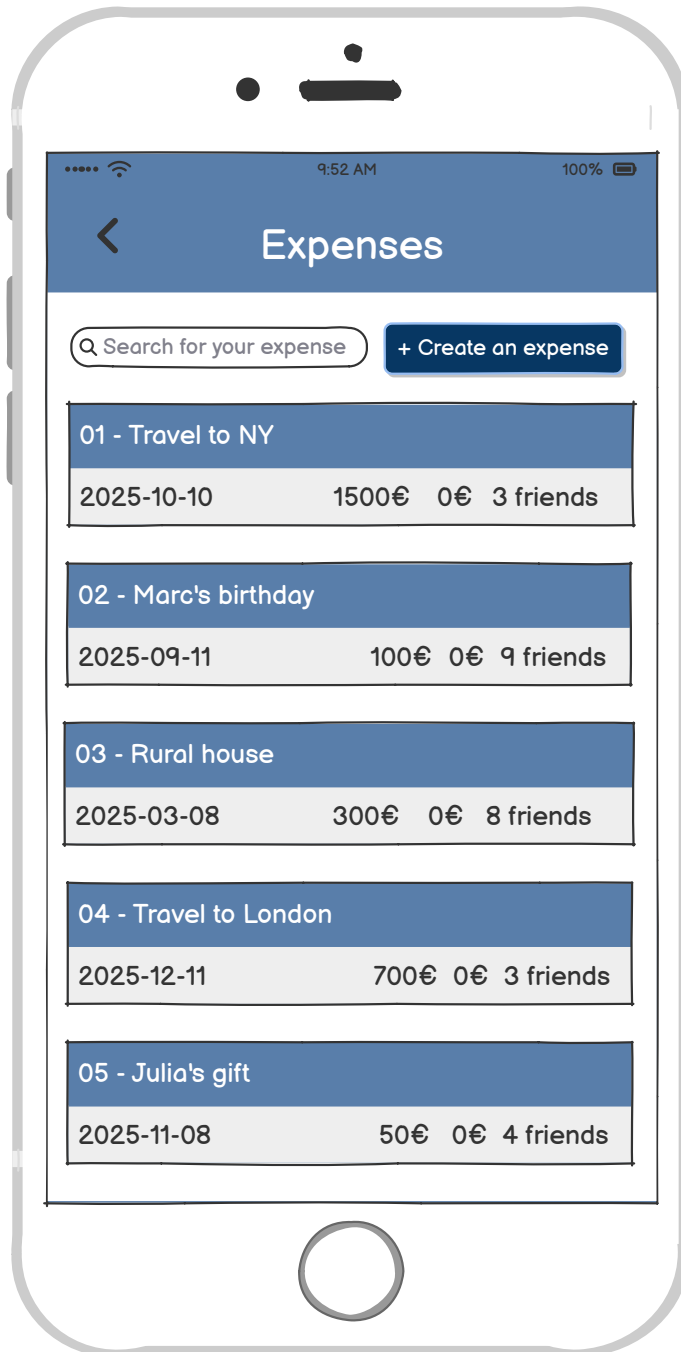 9:52 AM 100%
Expenses
Search for your expense + Create an expense
01 - Travel to NY
2025-10-10 1500€ 0€ 3 friends
02 - Marc's birthday
2025-09-11 100€ 0€ 9 friends
03 - Rural house
2025-03-08 300€ 0€ 8 friends
04 - Travel to London
2025-12-11 700€ 0€ 3 friends
05 - Julia's gift
2025-11-08 50€ 0€ 4 friends